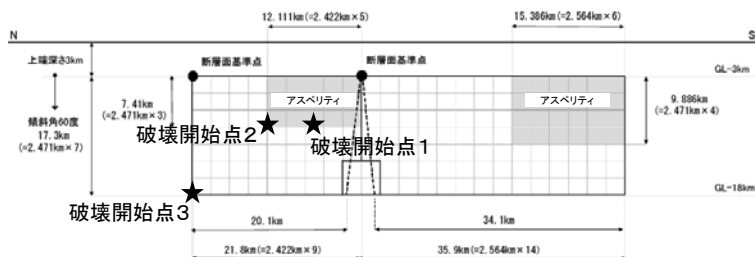 12.111km(=2.422km×5)
15.386km(=2.564km×6)
N
S
上端深さ3km
断層面基準点
断層面基準点
GL-3km
傾斜角60度
17.3km
(=2.471km×7)
7.41km
(=2.471km×3)
アスペリティ
アスペリティ
9.886km
(=2.471km×4)
破壊開始点2
破壊開始点1
破壊開始点3
GL-18km
20.1km
34.1km
21.8km(=2.422km×9)
35.9km(=2.564km×14)